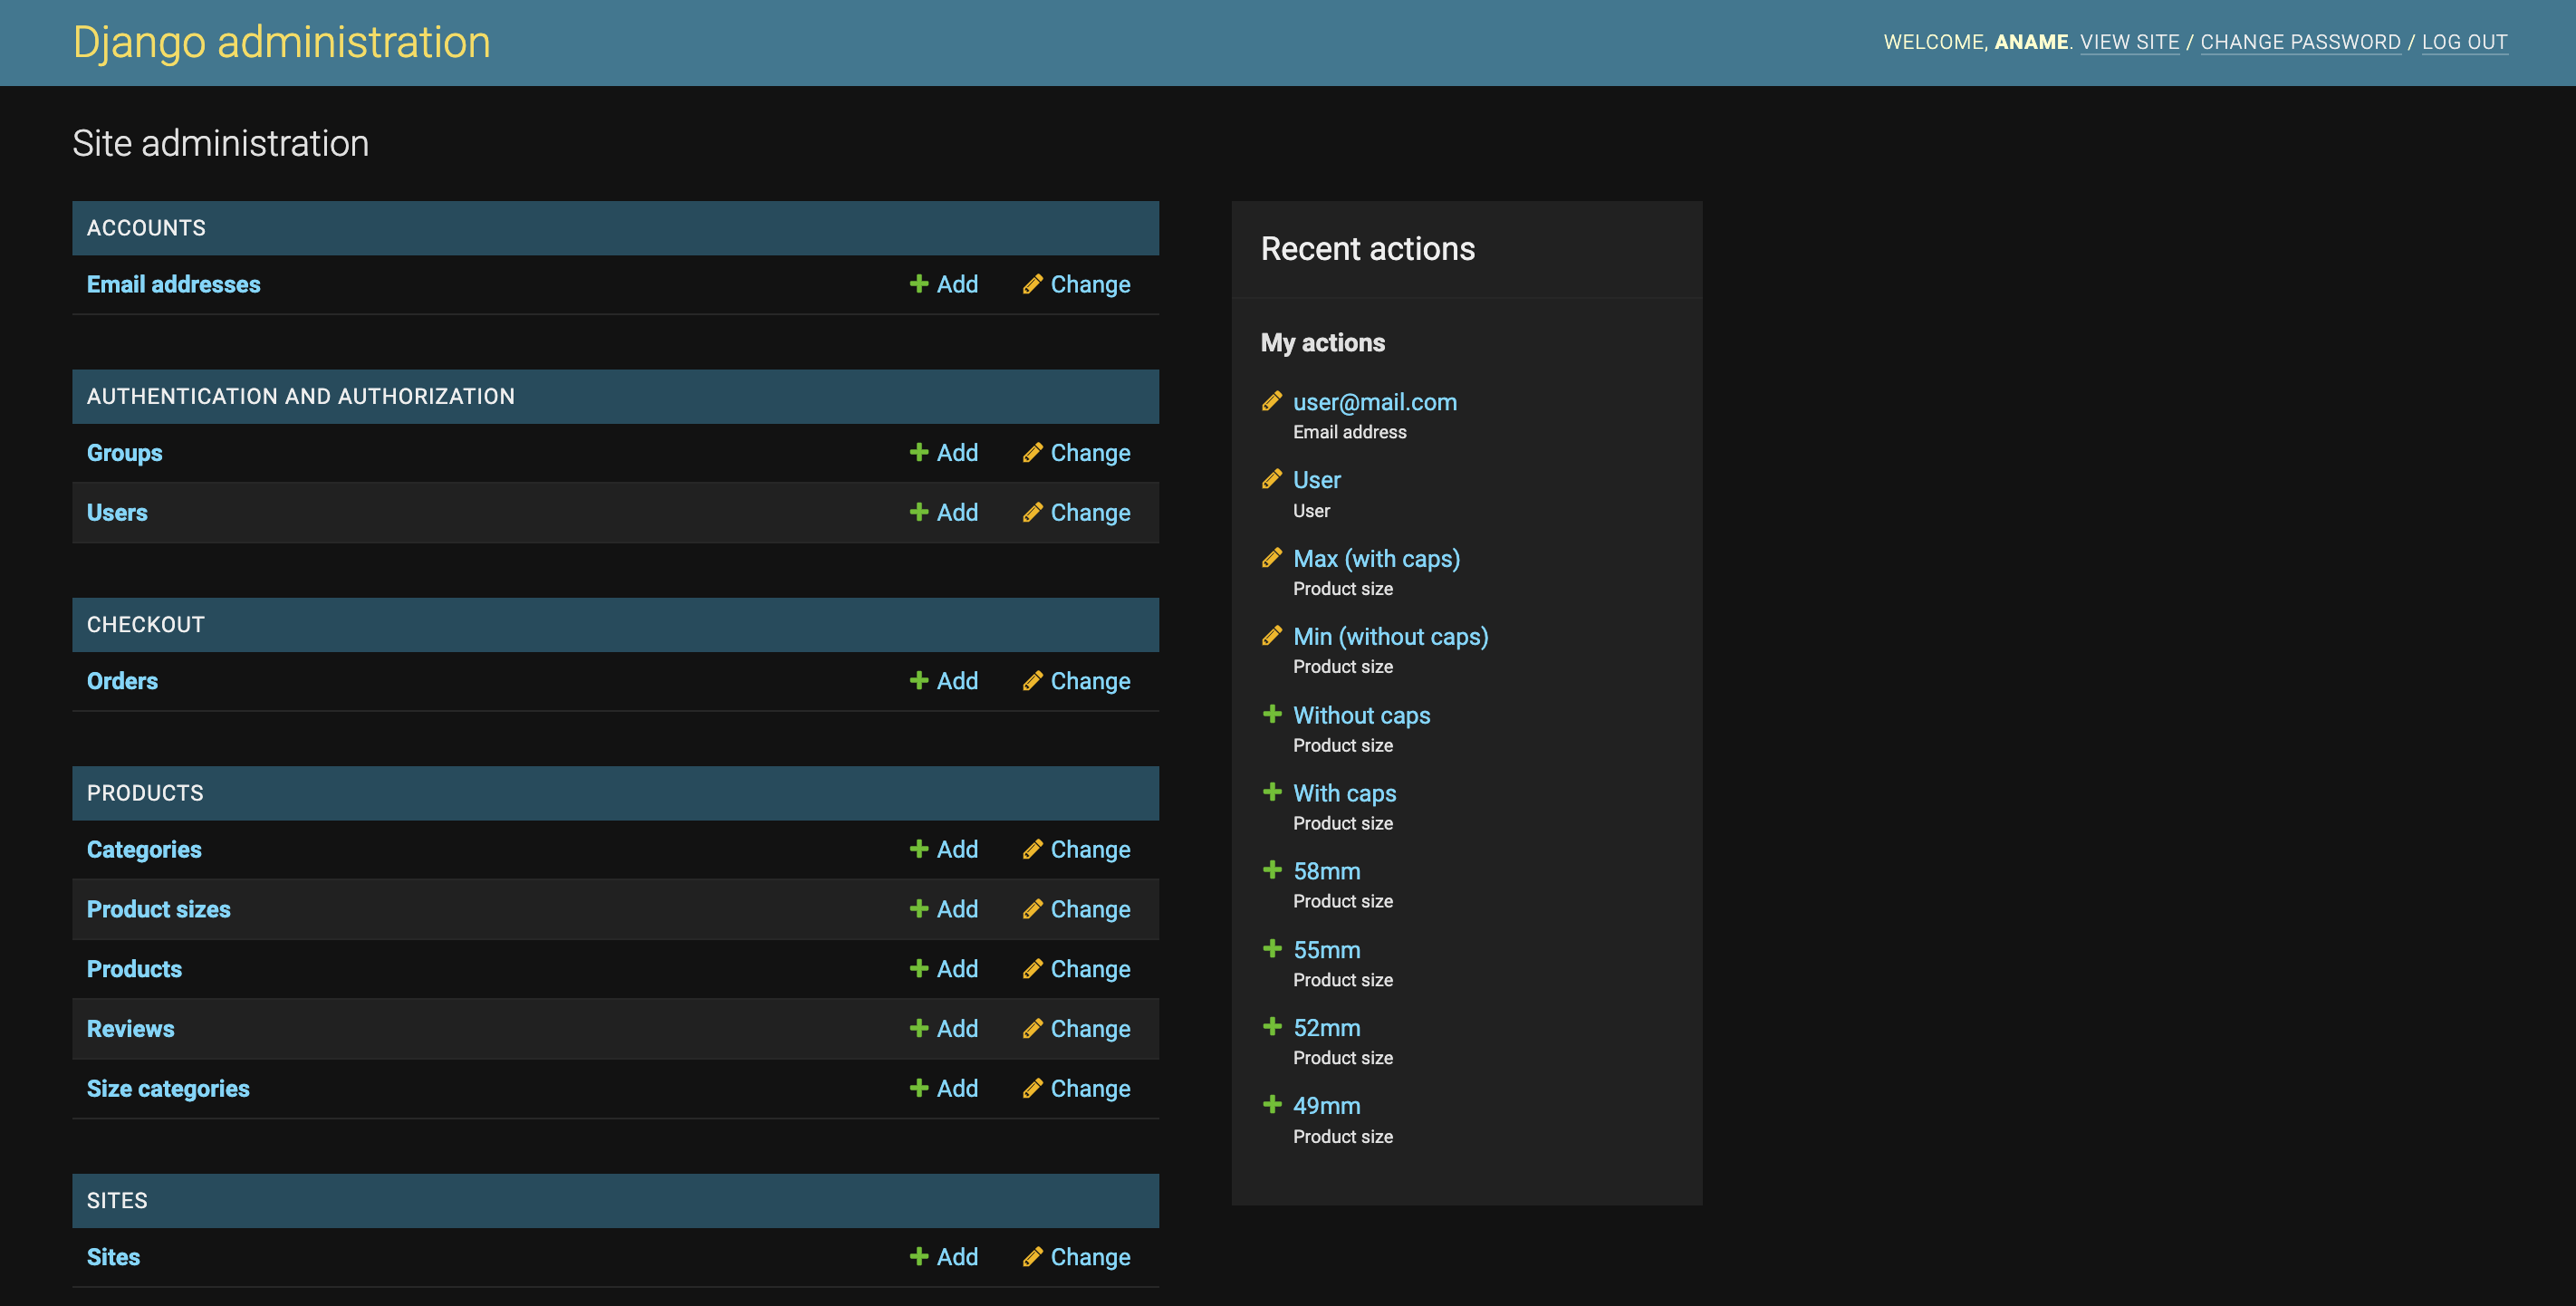 Django administration
WELCOME, ANAME. VIEW SITE / CHANGE PASSWORD / LOG OUT
Site administration
ACCOUNTS
Email addresses Add Change
AUTHENTICATION AND AUTHORIZATION
Groups Add Change
Users Add Change
CHECKOUT
Orders Add Change
PRODUCTS
Categories Add Change
Product sizes Add Change
Products Add Change
Reviews Add Change
Size categories Add Change
SITES
Sites Add Change
Recent actions
My actions
user@mail.com
Email address
User
User
Max (with caps)
Product size
Min (without caps)
Product size
Without caps
Product size
With caps
Product size
58mm
Product size
55mm
Product size
52mm
Product size
49mm
Product size